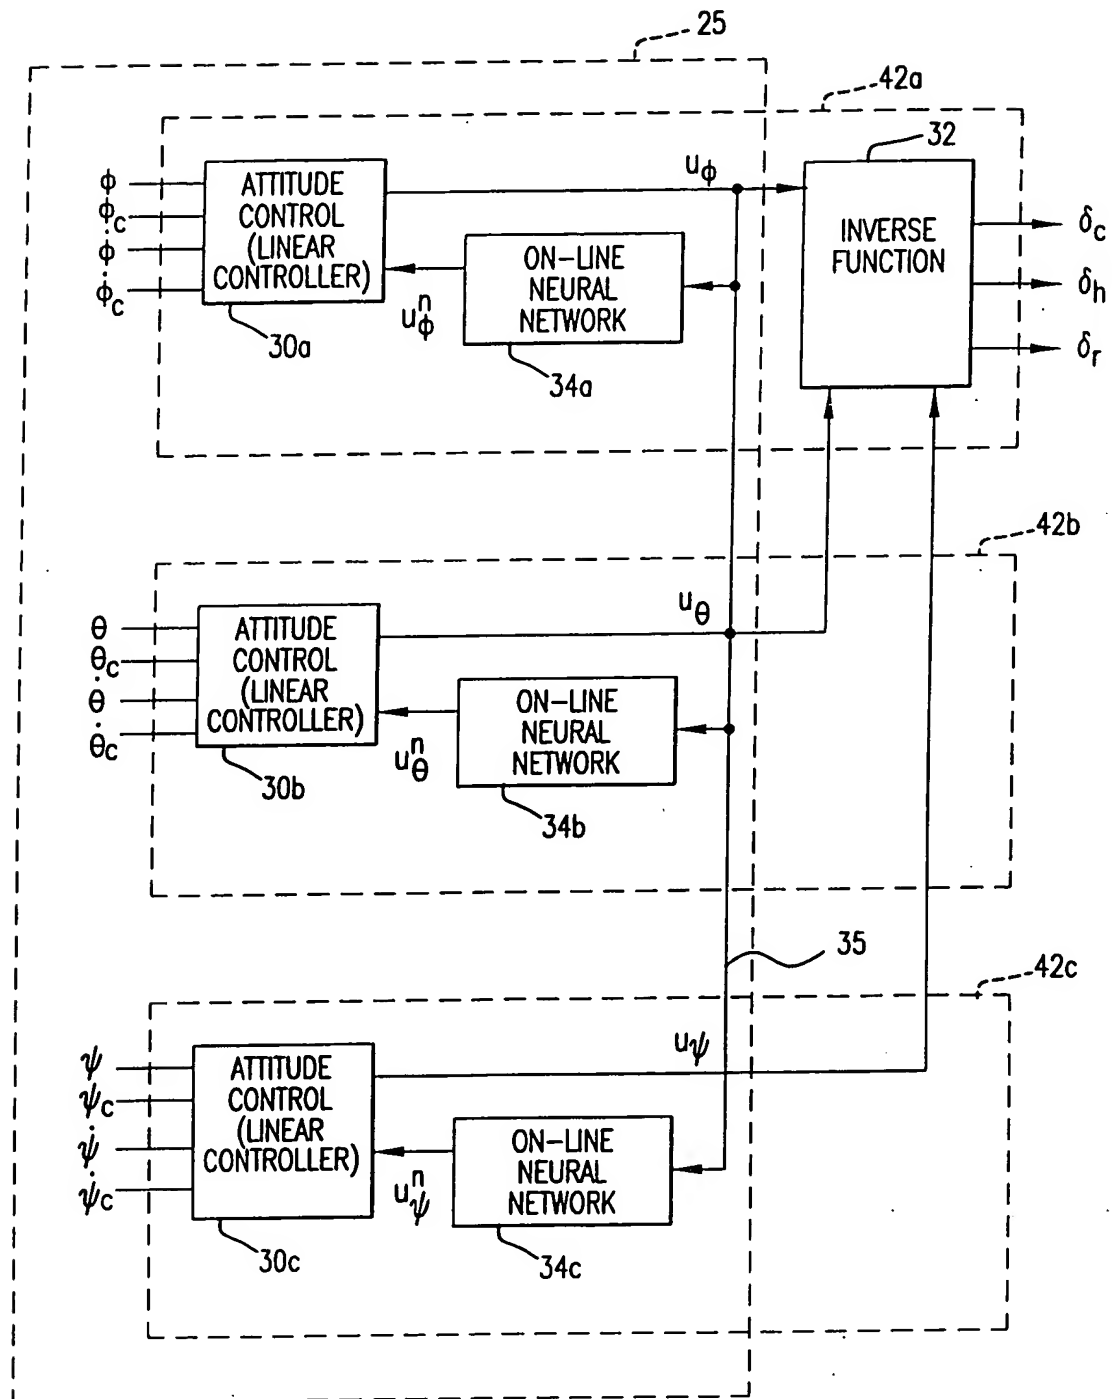 25
42a
32
ϕ
ϕc
ϕ̇
ϕ̇c
ATTITUDE
CONTROL
(LINEAR
CONTROLLER)
30a
uϕ
uϕⁿ
ON-LINE
NEURAL
NETWORK
34a
INVERSE
FUNCTION
δc
δh
δr
42b
θ
θc
θ̇
θ̇c
ATTITUDE
CONTROL
(LINEAR
CONTROLLER)
30b
uθ
uθⁿ
ON-LINE
NEURAL
NETWORK
34b
35
42c
ψ
ψc
ψ̇
ψ̇c
ATTITUDE
CONTROL
(LINEAR
CONTROLLER)
30c
uψ
uψⁿ
ON-LINE
NEURAL
NETWORK
34c